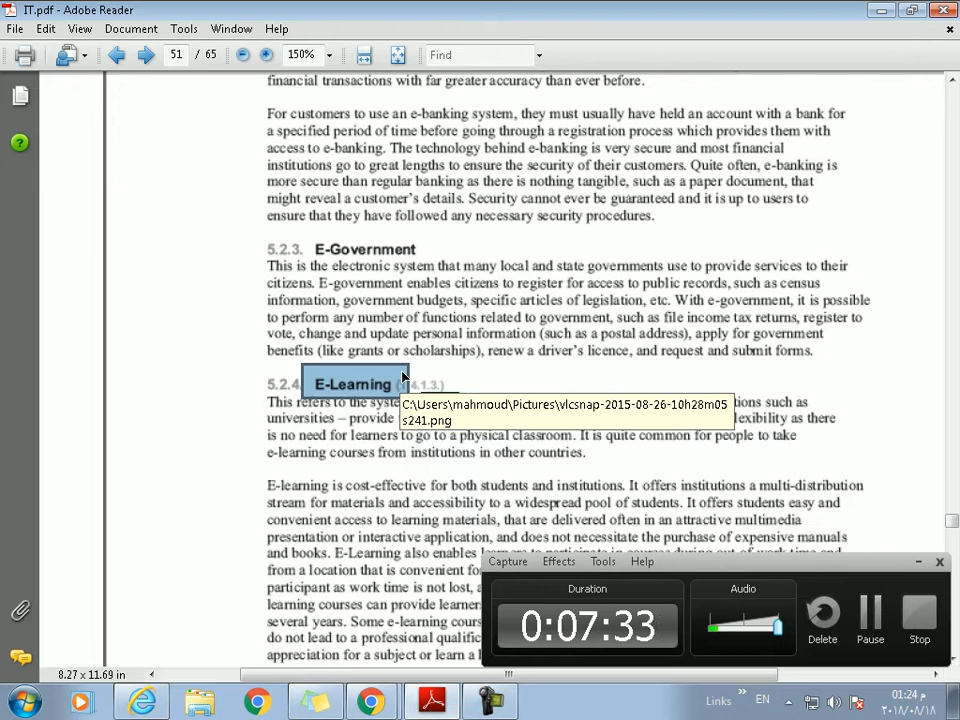 IT.pdf - Adobe Reader
File Edit View Document Tools Window Help
51 / 65 150% Find
financial transactions with far greater accuracy than ever before.
For customers to use an e-banking system, they must usually have held an account with a bank for
a specified period of time before going through a registration process which provides them with
access to e-banking. The technology behind e-banking is very secure and most financial
institutions go to great lengths to ensure the security of their customers. Quite often, e-banking is
more secure than regular banking as there is nothing tangible, such as a paper document, that
might reveal a customer's details. Security cannot ever be guaranteed and it is up to users to
ensure that they have followed any necessary security procedures.
5.2.3. E-Government
This is the electronic system that many local and state governments use to provide services to their
citizens. E-government enables citizens to register for access to public records, such as census
information, government budgets, specific articles of legislation, etc. With e-government, it is possible
to perform any number of functions related to government, such as file income tax returns, register to
vote, change and update personal information (such as a postal address), apply for government
benefits (like grants or scholarships), renew a driver's licence, and request and submit forms.
5.2.4. E-Learning 4.1.3.)
This refers to the syste tions such as
universities – provide lexibility as there
C:\Users\mahmoud\Pictures\vlcsnap-2015-08-26-10h28m05
s241.png
is no need for learners to go to a physical classroom. It is quite common for people to take
e-learning courses from institutions in other countries.
E-learning is cost-effective for both students and institutions. It offers institutions a multi-distribution
stream for materials and accessibility to a widespread pool of students. It offers students easy and
convenient access to learning materials, that are delivered often in an attractive multimedia
presentation or interactive application, and does not necessitate the purchase of expensive manuals
and books. E-Learning also enables learners to participate in courses during out-of-work time and
from a location that is convenient fo
participant as work time is not lost, a
learning courses can provide learner
several years. Some e-learning cours
do not lead to a professional qualific
appreciation for a subject or learn a l
Capture Effects Tools Help
Duration Audio
0:07:33
Delete Pause Stop
8.27 x 11.69 in
Links EN
01:24 م
٢٠١٨/٠٨/١٨